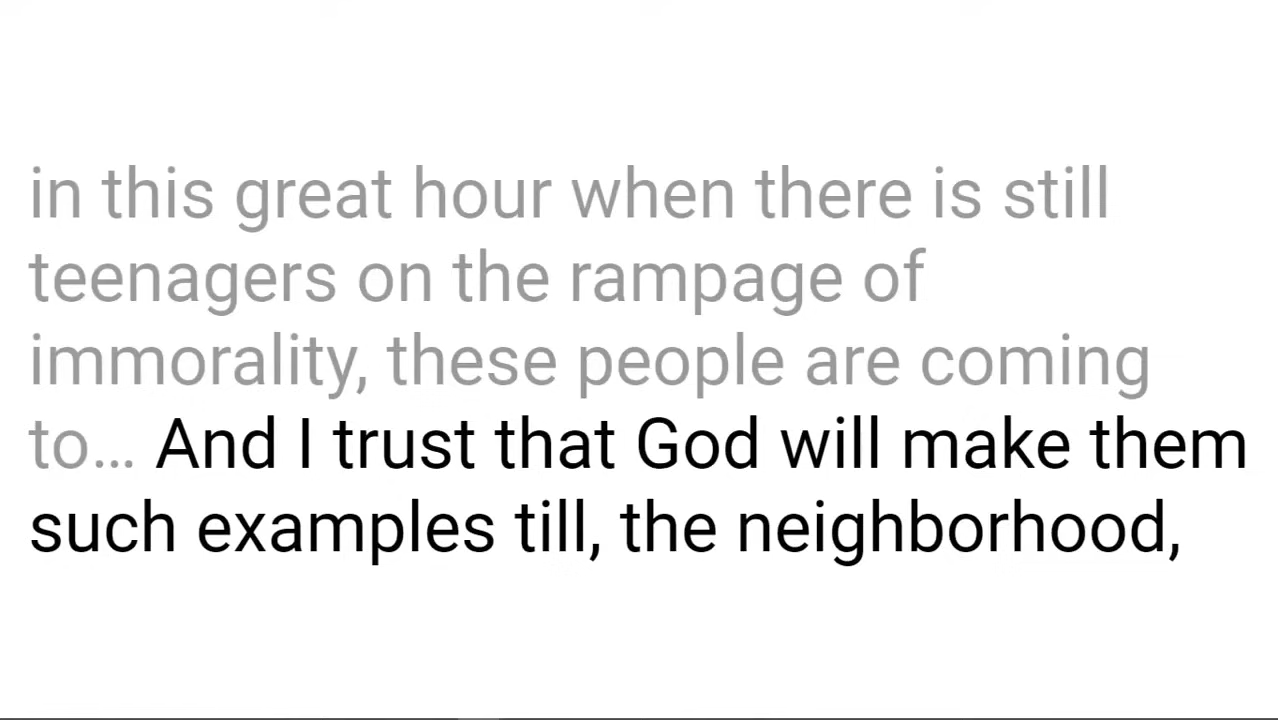 in this great hour when there is still
teenagers on the rampage of
immorality, these people are coming
to… And I trust that God will make them
such examples till, the neighborhood,